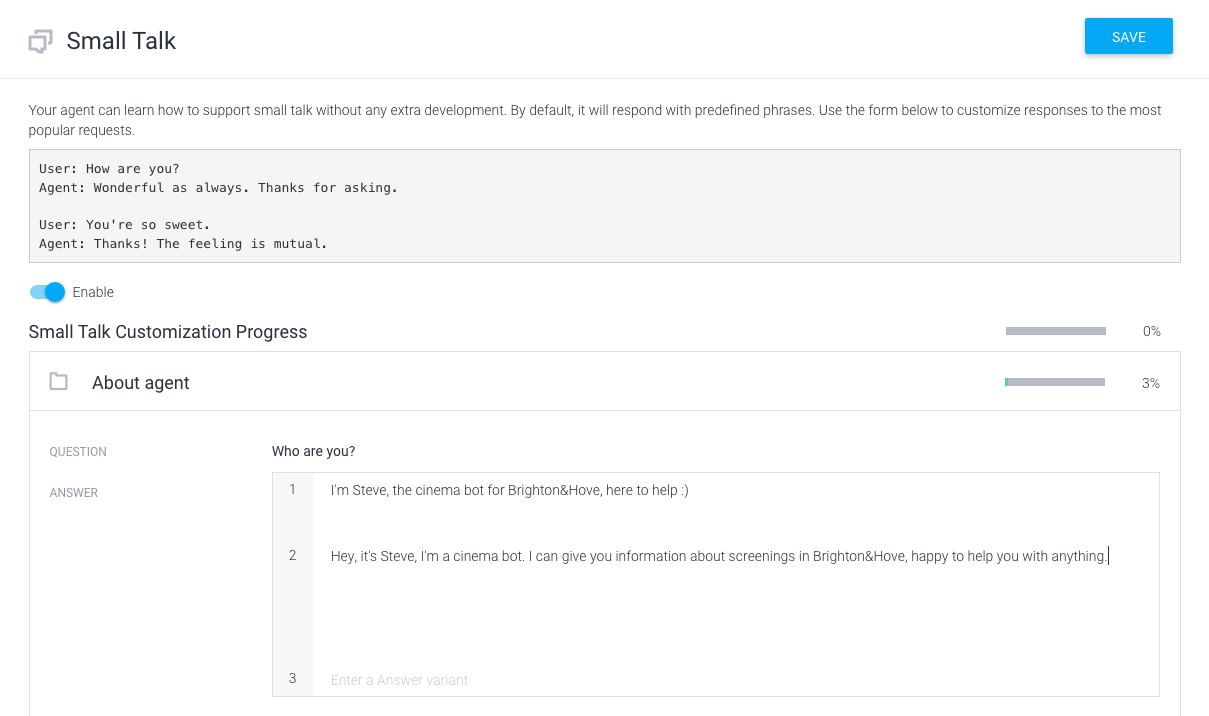 Small Talk
SAVE
Your agent can learn how to support small talk without any extra development. By default, it will respond with predefined phrases. Use the form below to customize responses to the most
popular requests.
User: How are you?
Agent: Wonderful as always. Thanks for asking.
User: You're so sweet.
Agent: Thanks! The feeling is mutual.
Enable
Small Talk Customization Progress
0%
About agent
3%
QUESTION
Who are you?
ANSWER
1
I'm Steve, the cinema bot for Brighton&Hove, here to help :)
2
Hey, it's Steve, I'm a cinema bot. I can give you information about screenings in Brighton&Hove, happy to help you with anything.
3
Enter a Answer variant